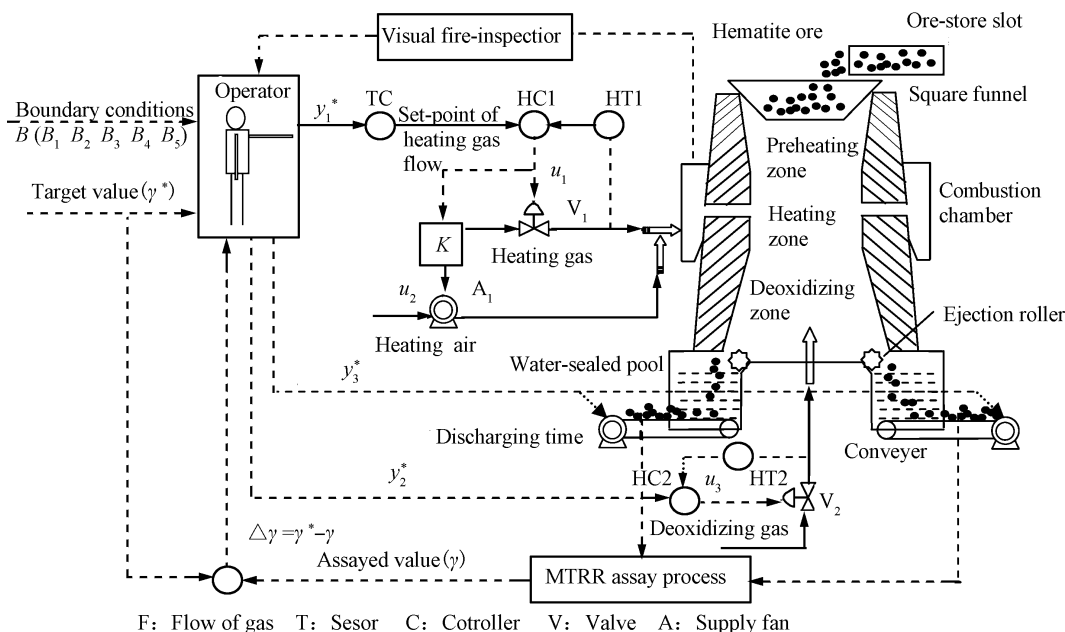 Hematite ore
Ore-store slot
Visual fire-inspectior
Square funnel
Operator
Boundary conditions
B (B1 B2 B3 B4 B5)
y1*
TC
Set-point of
heating gas
flow
HC1
HT1
Preheating
zone
Target value(γ*)
u1
V1
Combustion
chamber
K
Heating gas
Heating
zone
u2
A1
Heating air
Deoxidizing
zone
Ejection roller
Water-sealed pool
y3*
Discharging time
Conveyer
y2*
HC2
u3
HT2
V2
Deoxidizing gas
△γ=γ*−γ
Assayed value(γ)
MTRR assay process
F: Flow of gas T: Sesor C: Cotroller V: Valve A: Supply fan